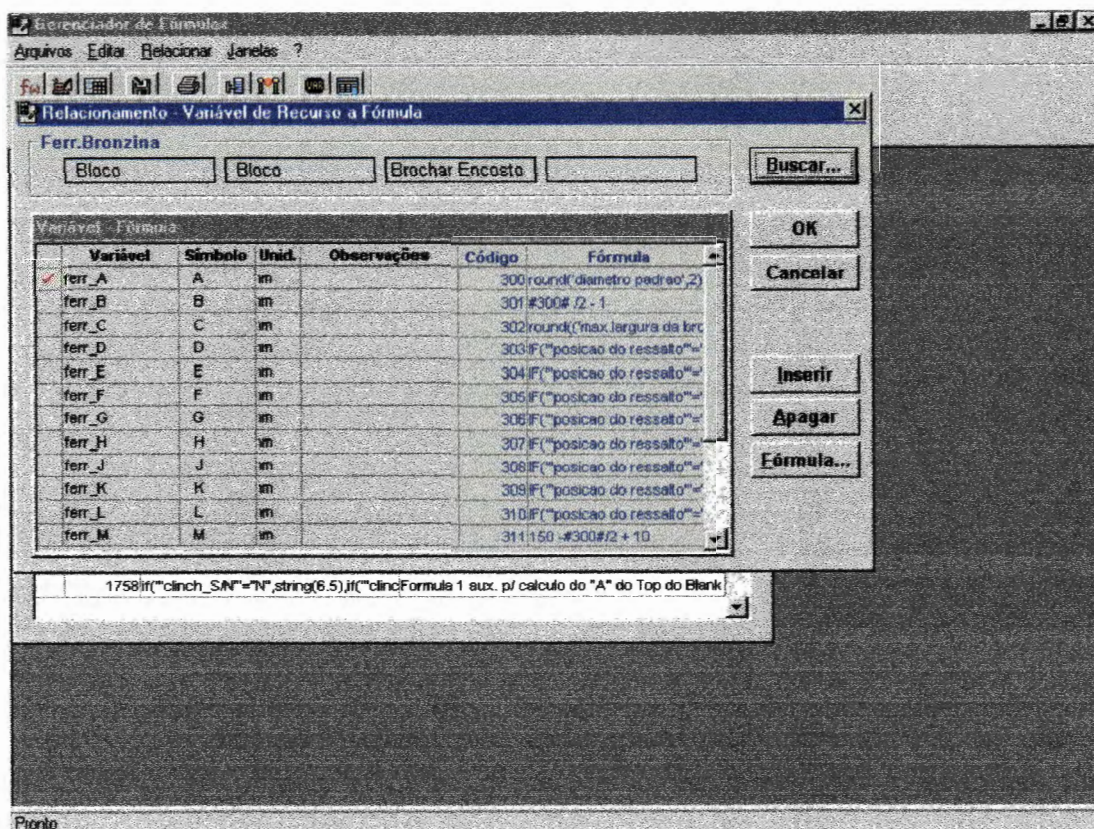 Gerenciador de Fórmulas
Arquivos Editar Relacionar Janelas ?
Relacionamento - Variável de Recurso a Fórmula
Ferr.Bronzina
Bloco Bloco Brochar Encosto
Buscar...
Variável - Fórmula
OK
Cancelar
Variável Símbolo Unid. Observações Código Fórmula
ferr_A A m 300 round('diametro padrao',2)
ferr_B B m 301 #300# /2 - 1
ferr_C C m 302 round(('max largura da bro
ferr_D D m 303 IF("'posicao do ressalto'"='
ferr_E E m 304 IF("'posicao do ressalto'"='
ferr_F F m 305 IF("'posicao do ressalto'"='
ferr_G G m 306 IF("'posicao do ressalto'"='
ferr_H H m 307 IF("'posicao do ressalto'"='
ferr_J J m 308 IF("'posicao do ressalto'"='
ferr_K K m 309 IF("'posicao do ressalto'"='
ferr_L L m 310 IF("'posicao do ressalto'"='
ferr_M M m 311 150 -#300#/2 + 10
Inserir
Apagar
Fórmula...
1758 if("'clinch_S/N'"="N",string(6.5),if("'clinc Formula 1 aux. p/ calculo do "A" do Top do Blank
Pronto